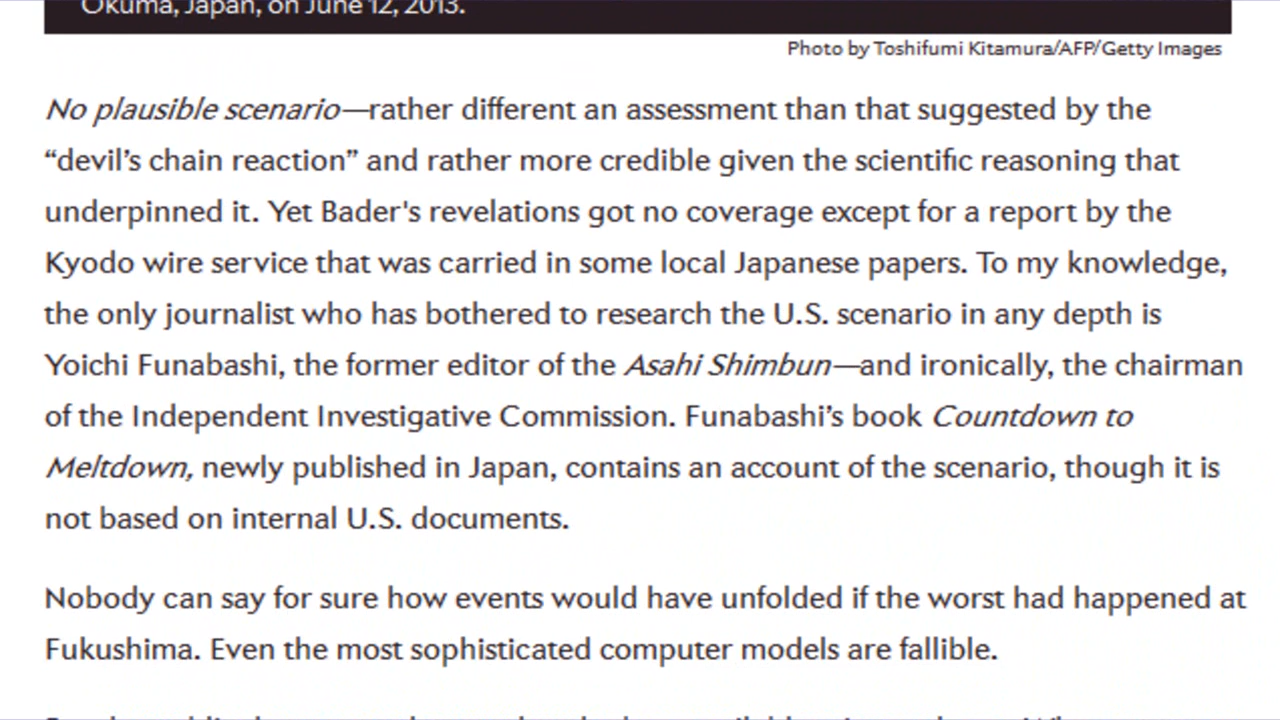 Okuma, Japan, on June 12, 2013.
Photo by Toshifumi Kitamura/AFP/Getty Images
No plausible scenario—rather different an assessment than that suggested by the
“devil’s chain reaction” and rather more credible given the scientific reasoning that
underpinned it. Yet Bader's revelations got no coverage except for a report by the
Kyodo wire service that was carried in some local Japanese papers. To my knowledge,
the only journalist who has bothered to research the U.S. scenario in any depth is
Yoichi Funabashi, the former editor of the Asahi Shimbun—and ironically, the chairman
of the Independent Investigative Commission. Funabashi’s book Countdown to
Meltdown, newly published in Japan, contains an account of the scenario, though it is
not based on internal U.S. documents.
Nobody can say for sure how events would have unfolded if the worst had happened at
Fukushima. Even the most sophisticated computer models are fallible.